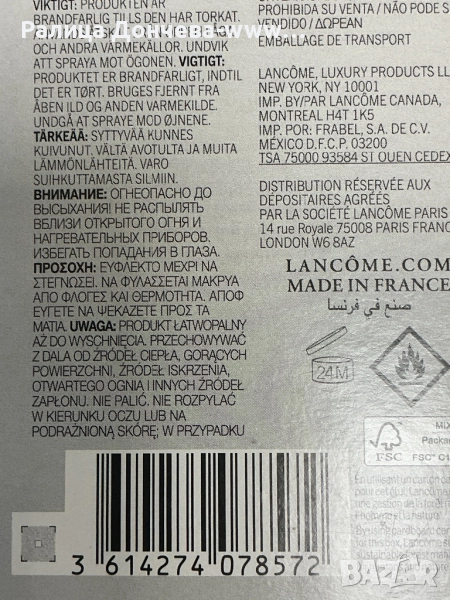 VIKTIGT: PRODUKTEN ÄR
BRANDFARLIG TILLS DEN HAR TORKAT.
OCH ANDRA VÄRMEKÄLLOR. UNDVIK
ATT SPRAYA MOT ÖGONEN. VIGTIGT:
PRODUKTET ER BRANDFARLIGT, INDTIL
DET ER TØRT. BRUGES FJERNT FRA
ÅBEN ILD OG ANDEN VARMEKILDE.
UNDGÅ AT SPRAYE MOD ØJNENE.
TÄRKEÄÄ: SYTTYVÄÄ KUNNES
KUIVUNUT. VÄLTÄ AVOTULTA JA MUITA
LÄMMÖNLÄHTEITÄ. VARO
SUIHKUTTAMASTA SILMIIN.
ВНИМАНИЕ: ОГНЕОПАСНО ДО
ВЫСЫХАНИЯ! НЕ РАСПЫЛЯТЬ
ВБЛИЗИ ОТКРЫТОГО ОГНЯ И
НАГРЕВАТЕЛЬНЫХ ПРИБОРОВ.
ИЗБЕГАТЬ ПОПАДАНИЯ В ГЛАЗА.
ΠΡΟΣΟΧΗ: ΕΥΦΛΕΚΤΟ ΜΕΧΡΙ ΝΑ
ΣΤΕΓΝΩΣΕΙ. ΝΑ ΦΥΛΑΣΣΕΤΑΙ ΜΑΚΡΥΑ
ΑΠΟ ΦΛΟΓΕΣ ΚΑΙ ΘΕΡΜΟΤΗΤΑ. ΑΠΟΦ
ΕΥΓΕΤΕ ΝΑ ΨΕΚΑΖΕΤΕ ΠΡΟΣ ΤΑ
ΜΑΤΙΑ. UWAGA: PRODUKT ŁATWOPALNY
AŻ DO WYSCHNIĘCIA. PRZECHOWYWAĆ
Z DALA OD ŹRÓDEŁ CIEPŁA, GORĄCYCH
POWIERZCHNI, ŹRÓDEŁ ISKRZENIA,
OTWARTEGO OGNIA I INNYCH ŹRÓDEŁ
ZAPŁONU. NIE PALIĆ. NIE ROZPYLAĆ
W KIERUNKU OCZU LUB NA
PODRAŻNIONĄ SKÓRĘ; W PRZYPADKU
Палица Дончева www.bazar.bg
PROHIBIDA SU VENTA / NÃO PODE S
VENDIDO / ΔΩΡΕΑΝ
EMBALLAGE DE TRANSPORT
LANCÔME, LUXURY PRODUCTS LL
NEW YORK, NY, 10001
IMP. BY/PAR LANCÔME CANADA,
MONTREAL H4T 1K5
IMP. POR: FRABEL, S.A. DE C.V.
MÉXICO D.F.C.P. 03200
TSA 75000 93584 ST OUEN CEDEX
DISTRIBUTION RÉSERVÉE AUX
DÉPOSITAIRES AGRÉÉS
PAR LA SOCIÉTÉ LANCÔME PARIS
14 rue Royale 75008 PARIS FRANC
LONDON W6 8AZ
LANCÔME.COM
MADE IN FRANCE
صنع في فرنسا
24M
MIX
Packa
FSC
FSC® C1
3 614274 078572
BAZAR